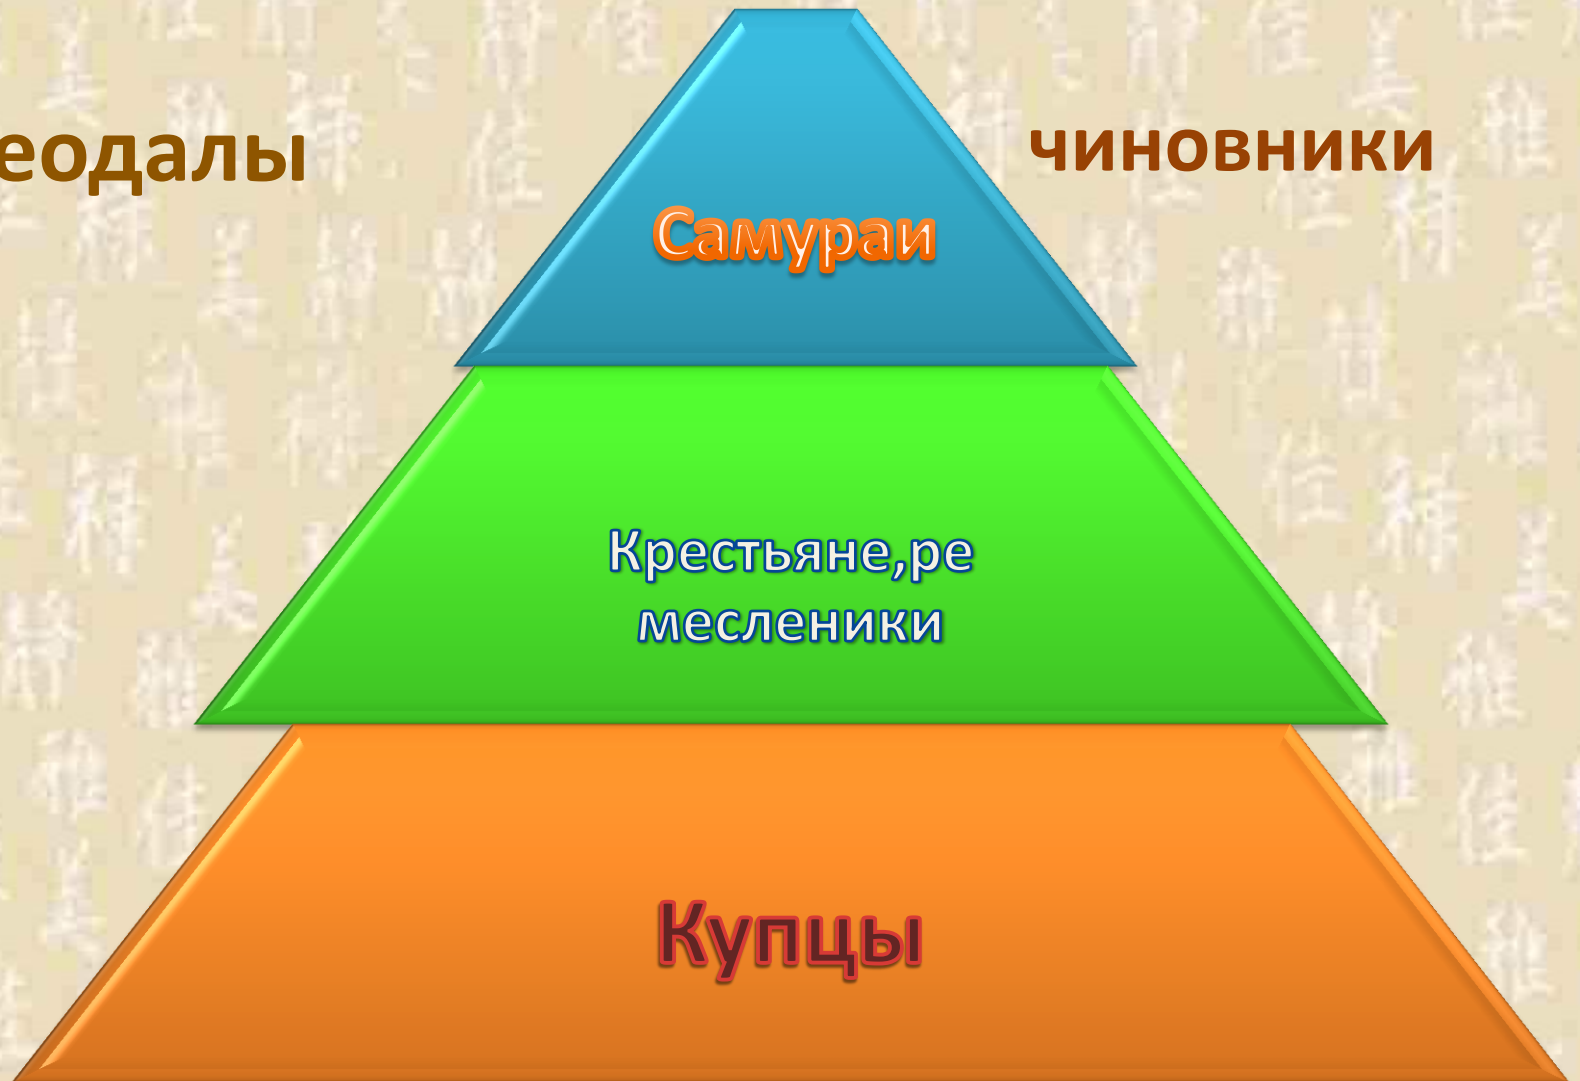 еодалы
чиновники
Самураи
Крестьяне,ре
месленики
Купцы